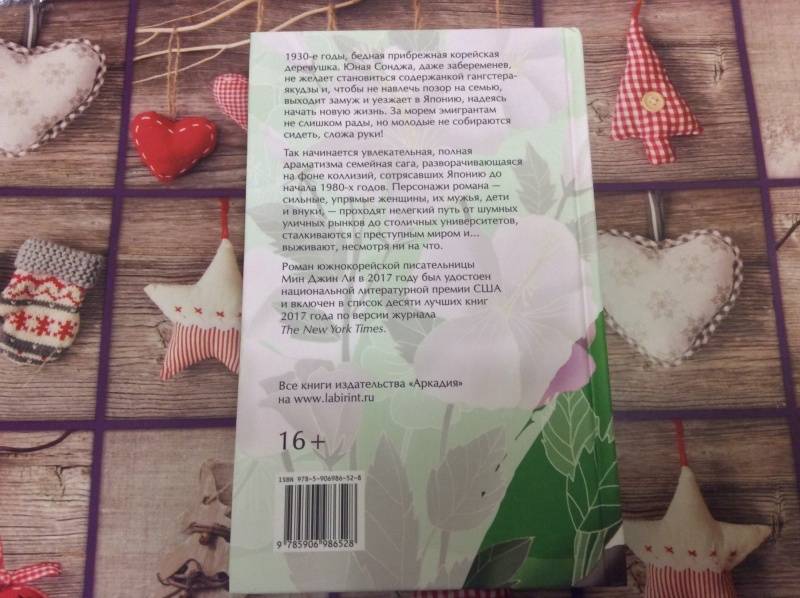 1930-е годы, бедная прибрежная корейская
деревушка. Юная Сонджа, даже забеременев,
не желает становиться содержанкой гангстера-
якудзы и, чтобы не навлечь позор на семью,
выходит замуж и уезжает в Японию, надеясь
начать новую жизнь. За морем эмигрантам
не слишком рады, но молодые не собираются
сидеть, сложа руки!
Так начинается увлекательная, полная
драматизма семейная сага, разворачивающаяся
на фоне коллизий, сотрясавших Японию до
начала 1980-х годов. Персонажи романа —
сильные, упрямые женщины, их мужья, дети
и внуки, — проходят нелегкий путь от шумных
уличных рынков до столичных университетов,
сталкиваются с преступным миром и...
выживают, несмотря ни на что.
Роман южнокорейской писательницы
Мин Джин Ли в 2017 году был удостоен
национальной литературной премии США
и включен в список десяти лучших книг
2017 года по версии журнала
The New York Times.
Все книги издательства «Аркадия»
на www.labirint.ru
16+
ISBN 978-5-906986-52-8
9 785906 986528